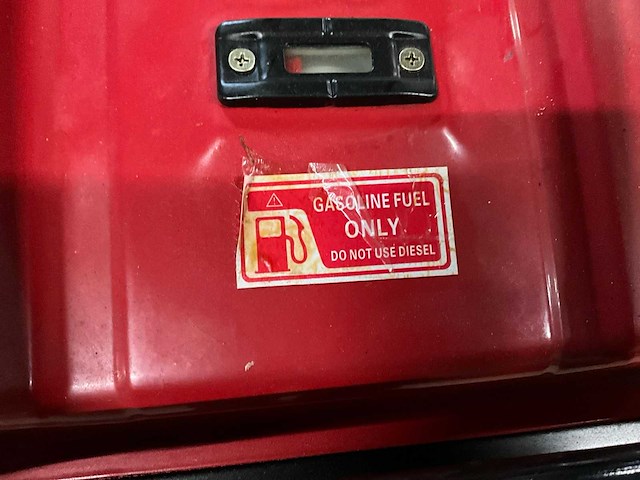 GASOLINE FUEL
ONLY
DO NOT USE DIESEL